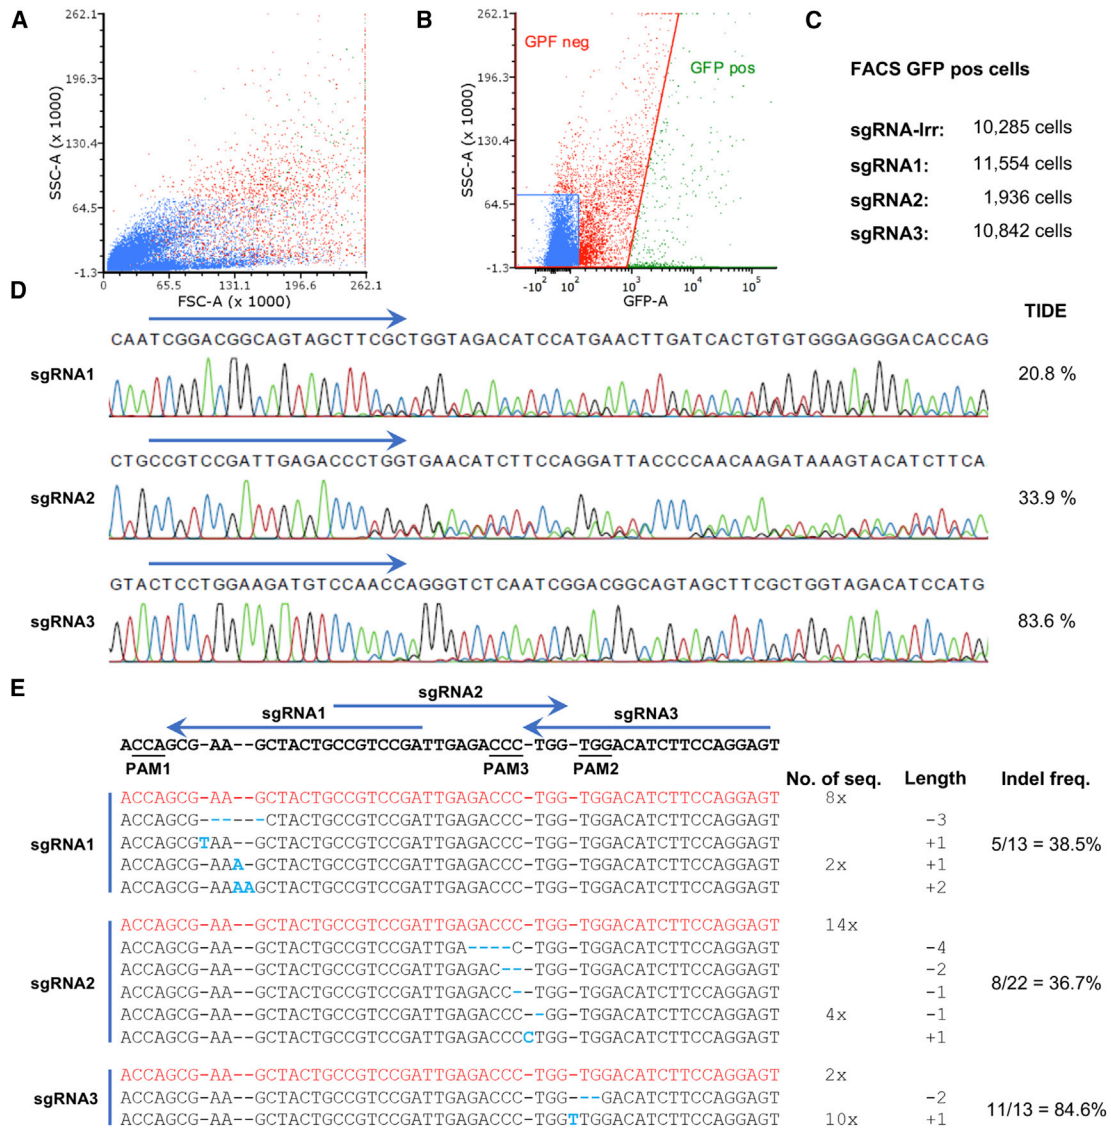 A
262.1
196.3
130.4
64.5
-1.3
SSC-A (x 1000)
-1.3 65.5 131.1 196.6 262.1
FSC-A (x 1000)
B
262.1
196.3
130.4
64.5
-1.3
SSC-A (x 1000)
GPF neg
GFP pos
-10² 10² 10³ 10⁴ 10⁵
GFP-A
C
FACS GFP pos cells
sgRNA-Irr: 10,285 cells
sgRNA1: 11,554 cells
sgRNA2: 1,936 cells
sgRNA3: 10,842 cells
D
TIDE
CAATCGGACGGCAGTAGCTTCGCTGGTAGACATCCATGAACTTGATCACTGTGTGGGAGGGACACCAG
sgRNA1
20.8 %
CTGCCGTCCGATTGAGACCCTGGTGAACATCTTCCAGGATTACCCCAACAAGATAAAGTACATCTTCA
sgRNA2
33.9 %
GTACTCCTGGAAGATGTCCAACCAGGGTCTCAATCGGACGGCAGTAGCTTCGCTGGTAGACATCCATG
sgRNA3
83.6 %
E
sgRNA2
sgRNA1 sgRNA3
ACCAGCG-AA--GCTACTGCCGTCCGATTGAGACCC-TGG-TGGACATCTTCCAGGAGT
PAM1 PAM3 PAM2
No. of seq. Length Indel freq.
sgRNA1
ACCAGCG-AA--GCTACTGCCGTCCGATTGAGACCC-TGG-TGGACATCTTCCAGGAGT 8x
ACCAGCG-----CTACTGCCGTCCGATTGAGACCC-TGG-TGGACATCTTCCAGGAGT -3
ACCAGCGTAA--GCTACTGCCGTCCGATTGAGACCC-TGG-TGGACATCTTCCAGGAGT +1
ACCAGCG-AAA-GCTACTGCCGTCCGATTGAGACCC-TGG-TGGACATCTTCCAGGAGT 2x +1
ACCAGCG-AAAAGCTACTGCCGTCCGATTGAGACCC-TGG-TGGACATCTTCCAGGAGT +2
5/13 = 38.5%
sgRNA2
ACCAGCG-AA--GCTACTGCCGTCCGATTGAGACCC-TGG-TGGACATCTTCCAGGAGT 14x
ACCAGCG-AA--GCTACTGCCGTCCGATTGA----C-TGG-TGGACATCTTCCAGGAGT -4
ACCAGCG-AA--GCTACTGCCGTCCGATTGAGAC---TGG-TGGACATCTTCCAGGAGT -2
ACCAGCG-AA--GCTACTGCCGTCCGATTGAGACC--TGG-TGGACATCTTCCAGGAGT -1
ACCAGCG-AA--GCTACTGCCGTCCGATTGAGACCC--GG-TGGACATCTTCCAGGAGT 4x -1
ACCAGCG-AA--GCTACTGCCGTCCGATTGAGACCCCTGG-TGGACATCTTCCAGGAGT +1
8/22 = 36.7%
sgRNA3
ACCAGCG-AA--GCTACTGCCGTCCGATTGAGACCC-TGG-TGGACATCTTCCAGGAGT 2x
ACCAGCG-AA--GCTACTGCCGTCCGATTGAGACCC-TGG---GACATCTTCCAGGAGT -2
ACCAGCG-AA--GCTACTGCCGTCCGATTGAGACCC-TGGTTGGACATCTTCCAGGAGT 10x +1
11/13 = 84.6%